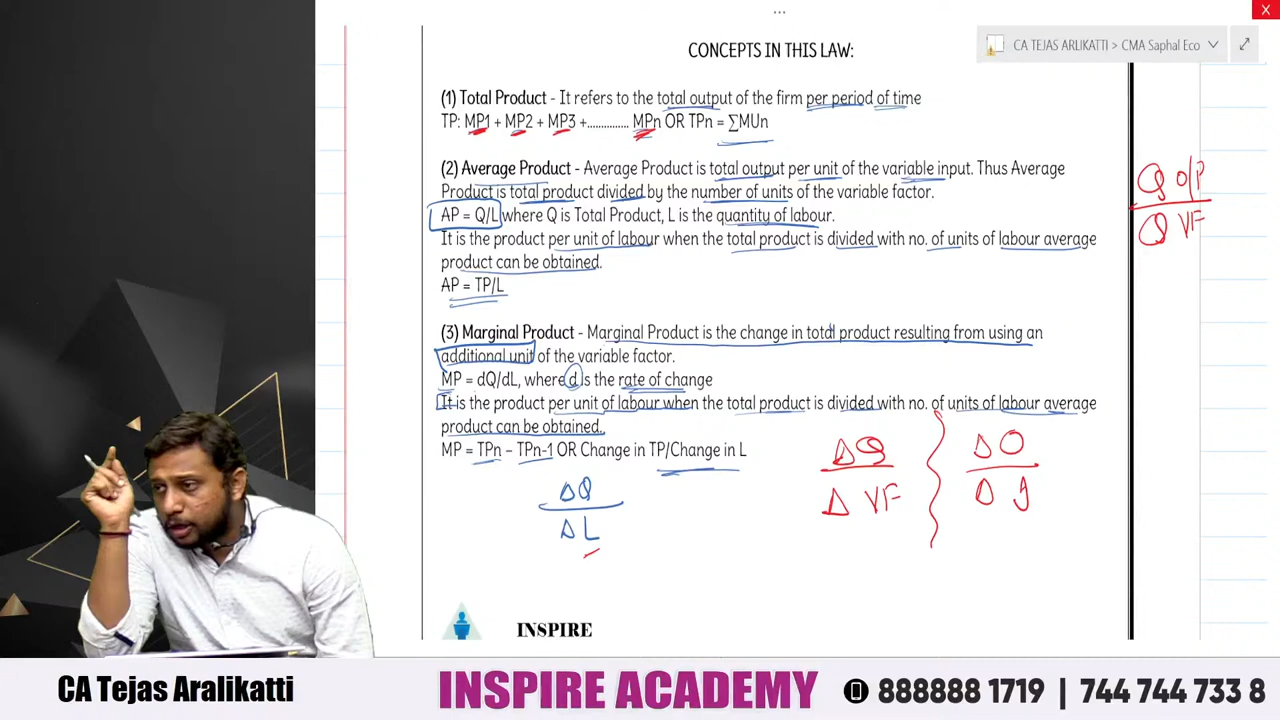 ...
X
CA TEJAS ARLIKATTI > CMA Saphal Eco
CONCEPTS IN THIS LAW:
(1) Total Product - It refers to the total output of the firm per period of time
TP: MP1 + MP2 + MP3 +............... MPn OR TPn = ∑MUn
(2) Average Product - Average Product is total output per unit of the variable input. Thus Average
Product is total product divided by the number of units of the variable factor.
AP = Q/L where Q is Total Product, L is the quantity of labour.
It is the product per unit of labour when the total product is divided with no. of units of labour average
product can be obtained.
AP = TP/L
Q O/P
Q VF
(3) Marginal Product - Marginal Product is the change in total product resulting from using an
additional unit of the variable factor.
MP = dQ/dL, where d is the rate of change
It is the product per unit of labour when the total product is divided with no. of units of labour average
product can be obtained..
MP = TPn – TPn-1 OR Change in TP/Change in L
ΔQ
ΔL
ΔQ
Δ VF
ΔO
Δ
INSPIRE
CA Tejas Aralikatti
INSPIRE ACADEMY
888888 1719 | 744 744 733 8